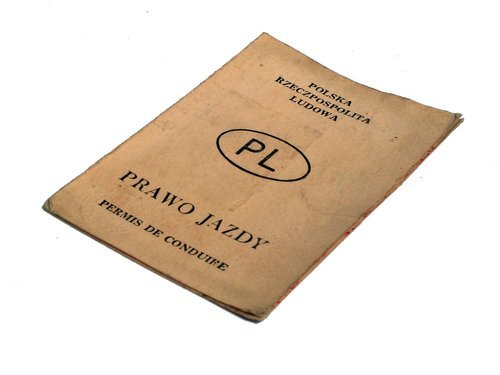 POLSKA
RZECZPOSPOLITA
LUDOWA
PL
PRAWO JAZDY
PERMIS DE CONDUIRE